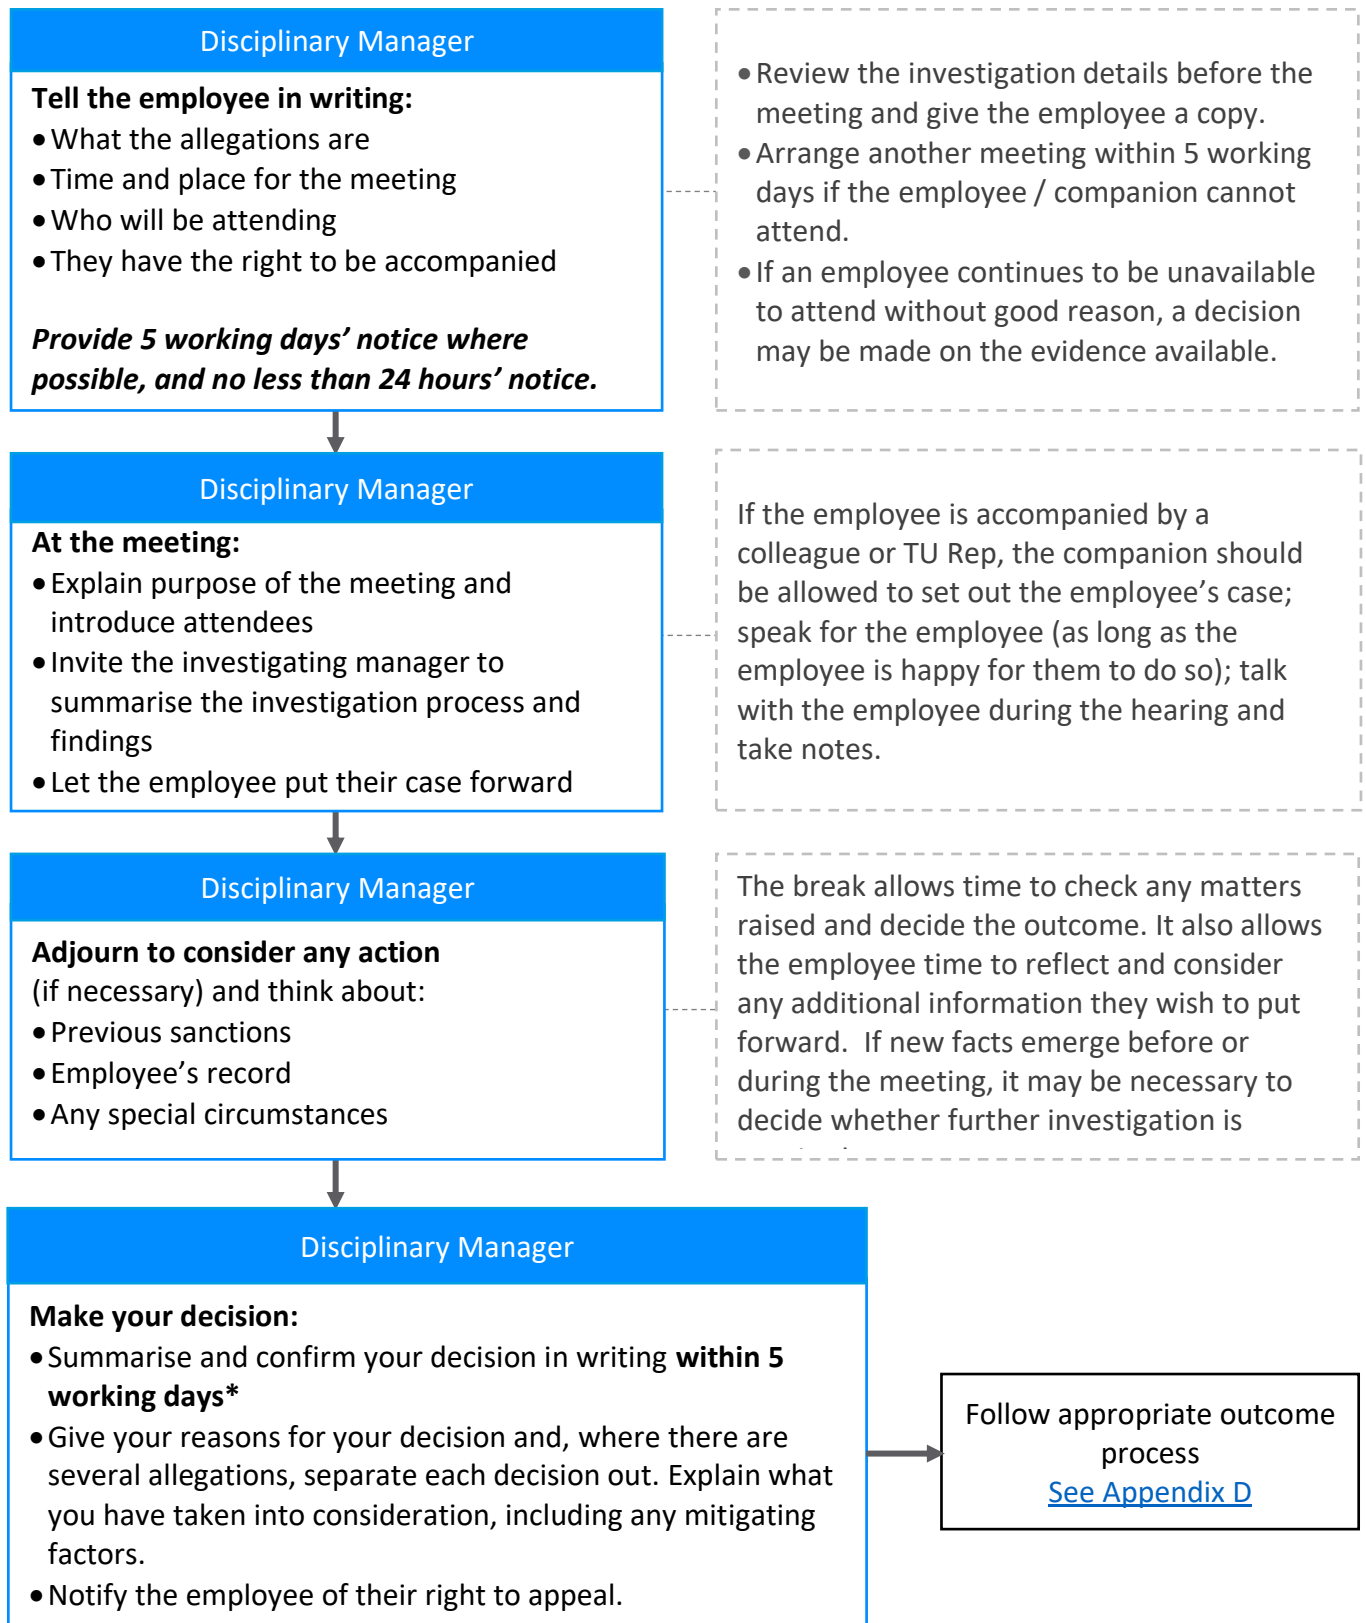 Disciplinary Manager
Tell the employee in writing:
• What the allegations are
• Time and place for the meeting
• Who will be attending
• They have the right to be accompanied
Provide 5 working days’ notice where
possible, and no less than 24 hours’ notice.
• Review the investigation details before the
meeting and give the employee a copy.
• Arrange another meeting within 5 working
days if the employee / companion cannot
attend.
• If an employee continues to be unavailable
to attend without good reason, a decision
may be made on the evidence available.
Disciplinary Manager
At the meeting:
• Explain purpose of the meeting and
introduce attendees
• Invite the investigating manager to
summarise the investigation process and
findings
• Let the employee put their case forward
If the employee is accompanied by a
colleague or TU Rep, the companion should
be allowed to set out the employee’s case;
speak for the employee (as long as the
employee is happy for them to do so); talk
with the employee during the hearing and
take notes.
Disciplinary Manager
Adjourn to consider any action
(if necessary) and think about:
• Previous sanctions
• Employee’s record
• Any special circumstances
The break allows time to check any matters
raised and decide the outcome. It also allows
the employee time to reflect and consider
any additional information they wish to put
forward.  If new facts emerge before or
during the meeting, it may be necessary to
decide whether further investigation is
Disciplinary Manager
Make your decision:
• Summarise and confirm your decision in writing within 5
working days*
• Give your reasons for your decision and, where there are
several allegations, separate each decision out. Explain what
you have taken into consideration, including any mitigating
factors.
• Notify the employee of their right to appeal.
Follow appropriate outcome
process
See Appendix D